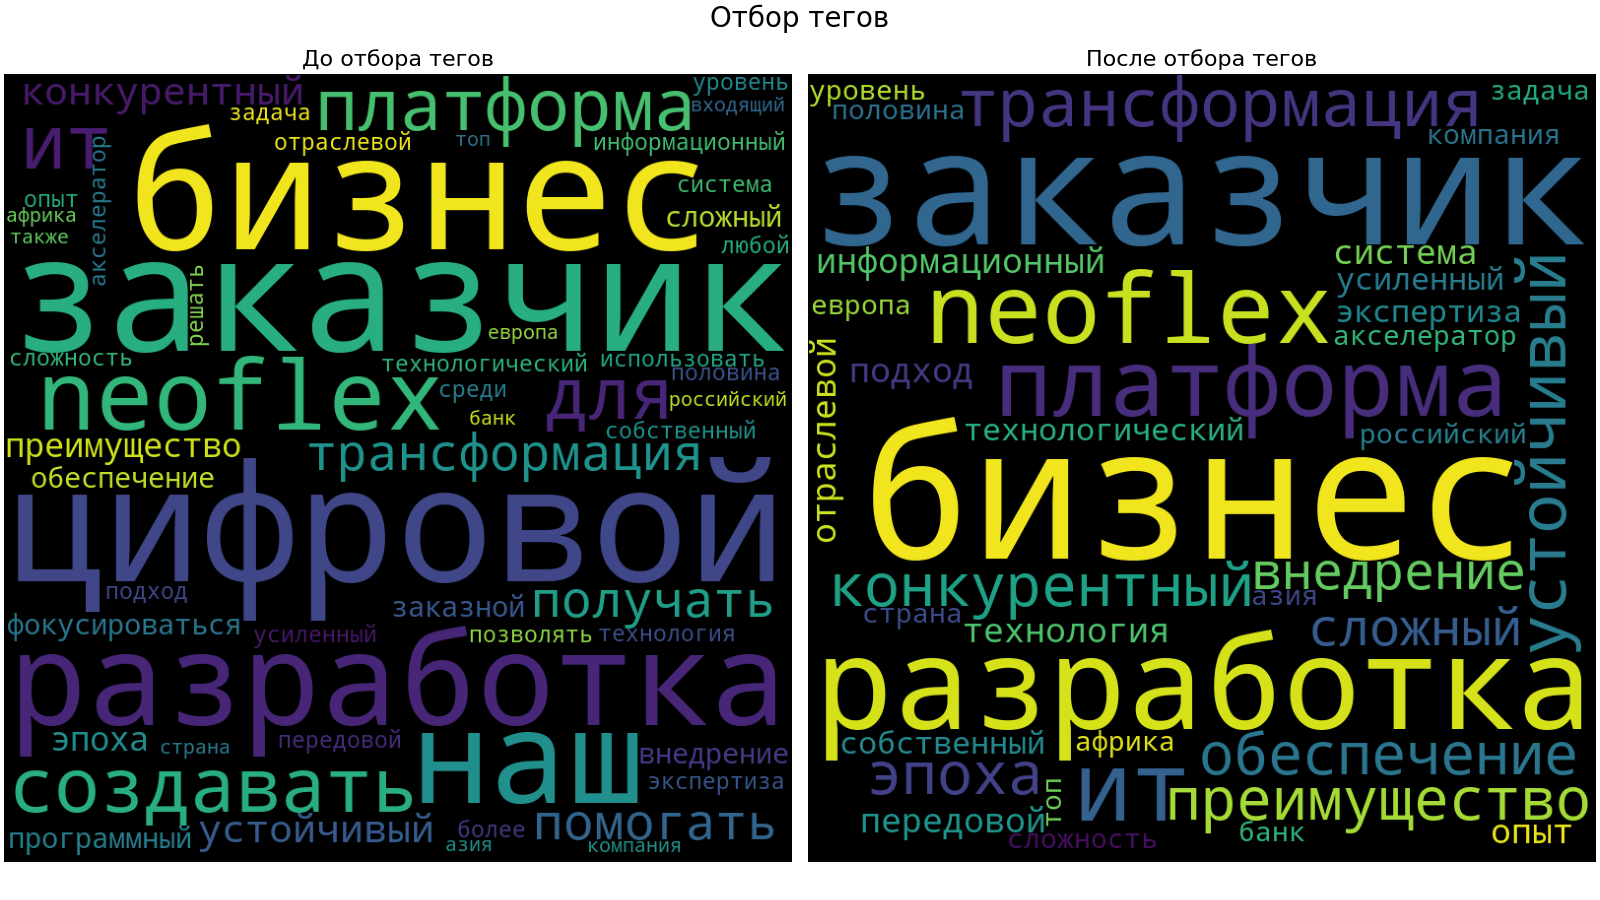 Отбор тегов
До отбора тегов
конкурентный
платформа
уровень
входящий
задача
ит
отраслевой
топ
информационный
акселератор
бизнес
система
опыт
сложный
африка
также
любой
заказчик
решать
европа
сложность
технологический
использовать
neoflex
среди
для
половина
российский
банк
собственный
преимущество
трансформация
обеспечение
цифровой
подход
заказной
получать
фокусироваться
усиленный
позволять
технология
разработка
эпоха
страна
передовой
наш
внедрение
создавать
экспертиза
программный
устойчивый
более
помогать
азия
компания
После отбора тегов
уровень
половина
трансформация
задача
компания
заказчик
информационный
система
усиленный
европа
neoflex
экспертиза
акселератор
устойчивый
отраслевой
подход
платформа
технологический
российский
бизнес
конкурентный
внедрение
азия
страна
технология
сложный
разработка
собственный
африка
обеспечение
эпоха
топ
ит
преимущество
передовой
сложность
банк
опыт